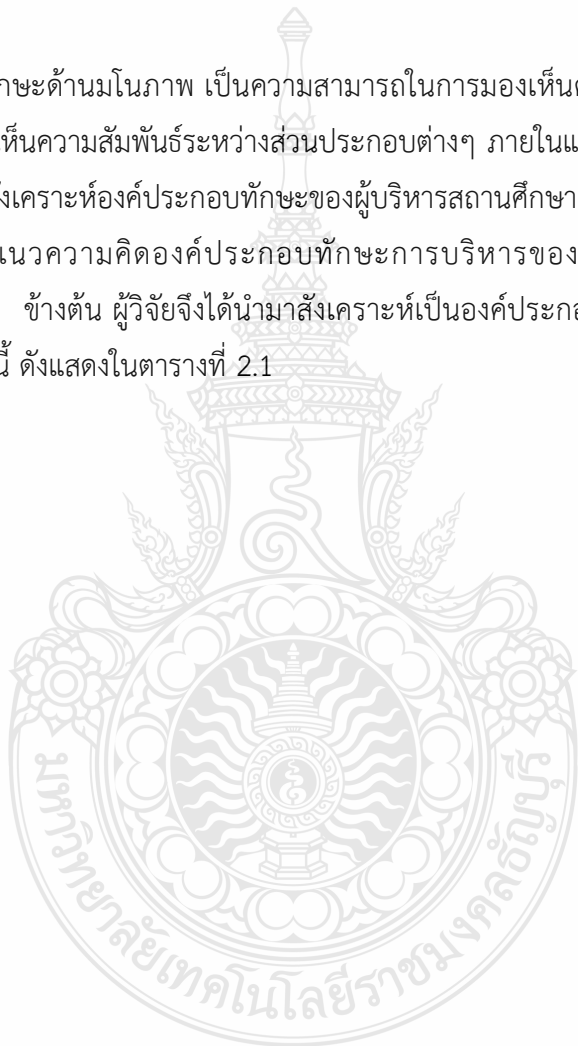 กษะด้านมโนภาพ เป็นความสามารถในการมองเห็น
เห็นความสัมพันธ์ระหว่างส่วนประกอบต่างๆ ภายใน
ังเคราะห์องค์ประกอบทักษะของผู้บริหารสถานศึกษา
แนวความคิดองค์ประกอบทักษะการบริหารของ
ข้างต้น ผู้วิจัยจึงได้นำมาสังเคราะห์เป็นองค์ประกอ
นี้ ดังแสดงในตารางที่ 2.1
มหาวิทยาลัยเทคโนโลยีราชมงคลธัญบุรี